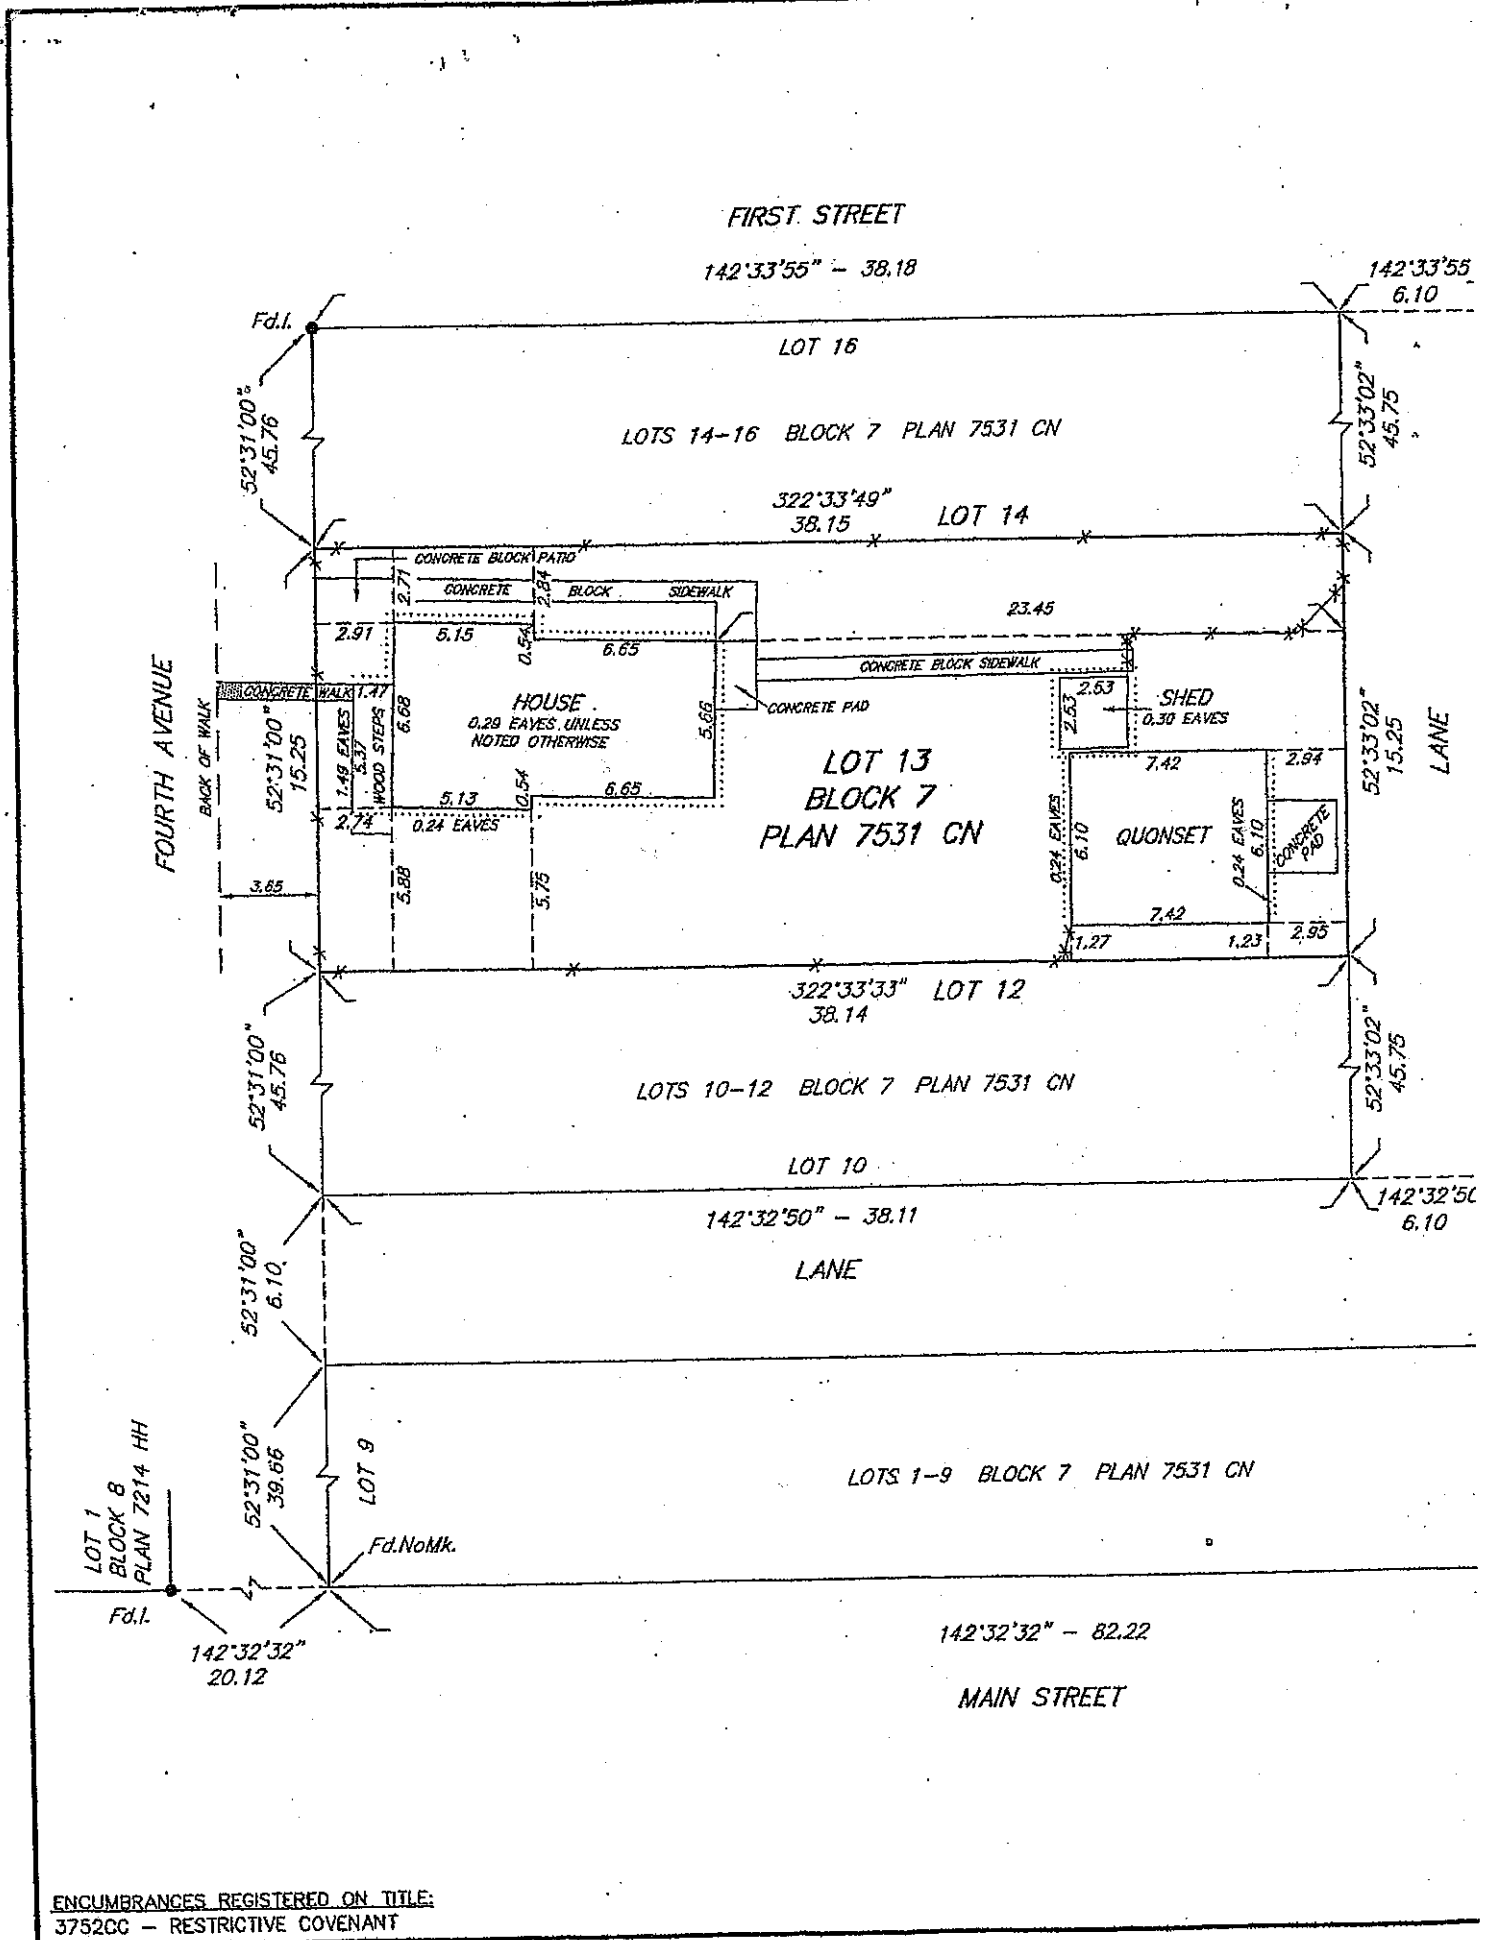 FIRST STREET
142°33'55" - 38.18
142°33'55
6.10
Fd.I.
LOT 16
52°31'00"
45.76
52°33'02"
45.75
LOTS 14-16 BLOCK 7 PLAN 7531 CN
322°33'49"
38.15
LOT 14
CONCRETE BLOCK PATIO
2.71
2.84
CONCRETE BLOCK SIDEWALK
23.45
2.91
5.15
0.54
6.65
CONCRETE BLOCK SIDEWALK
FOURTH AVENUE
BACK OF WALK
CONCRETE WALK
1.47
52°31'00"
15.25
1.49 EAVES
5.37
WOOD STEPS
6.68
HOUSE
0.29 EAVES UNLESS
NOTED OTHERWISE
5.66
CONCRETE PAD
2.53
2.53
SHED
0.30 EAVES
LOT 13
BLOCK 7
PLAN 7531 CN
7.42
2.94
52°33'02"
15.25
LANE
5.13
0.54
6.65
2.74
0.24 EAVES
0.24 EAVES
6.10
QUONSET
0.24 EAVES
6.10
CONCRETE
PAD
3.65
5.88
5.75
7.42
1.27
1.23
2.95
322°33'33"
38.14
LOT 12
52°31'00"
45.76
52°33'02"
45.75
LOTS 10-12 BLOCK 7 PLAN 7531 CN
LOT 10
142°32'50" - 38.11
142°32'50
6.10
52°31'00"
6.10
LANE
52°31'00"
39.66
LOT 9
LOTS 1-9 BLOCK 7 PLAN 7531 CN
LOT 1
BLOCK 8
PLAN 7214 HH
Fd.NoMk.
Fd.I.
142°32'32"
20.12
142°32'32" - 82.22
MAIN STREET
ENCUMBRANCES REGISTERED ON TITLE:
3752CC - RESTRICTIVE COVENANT